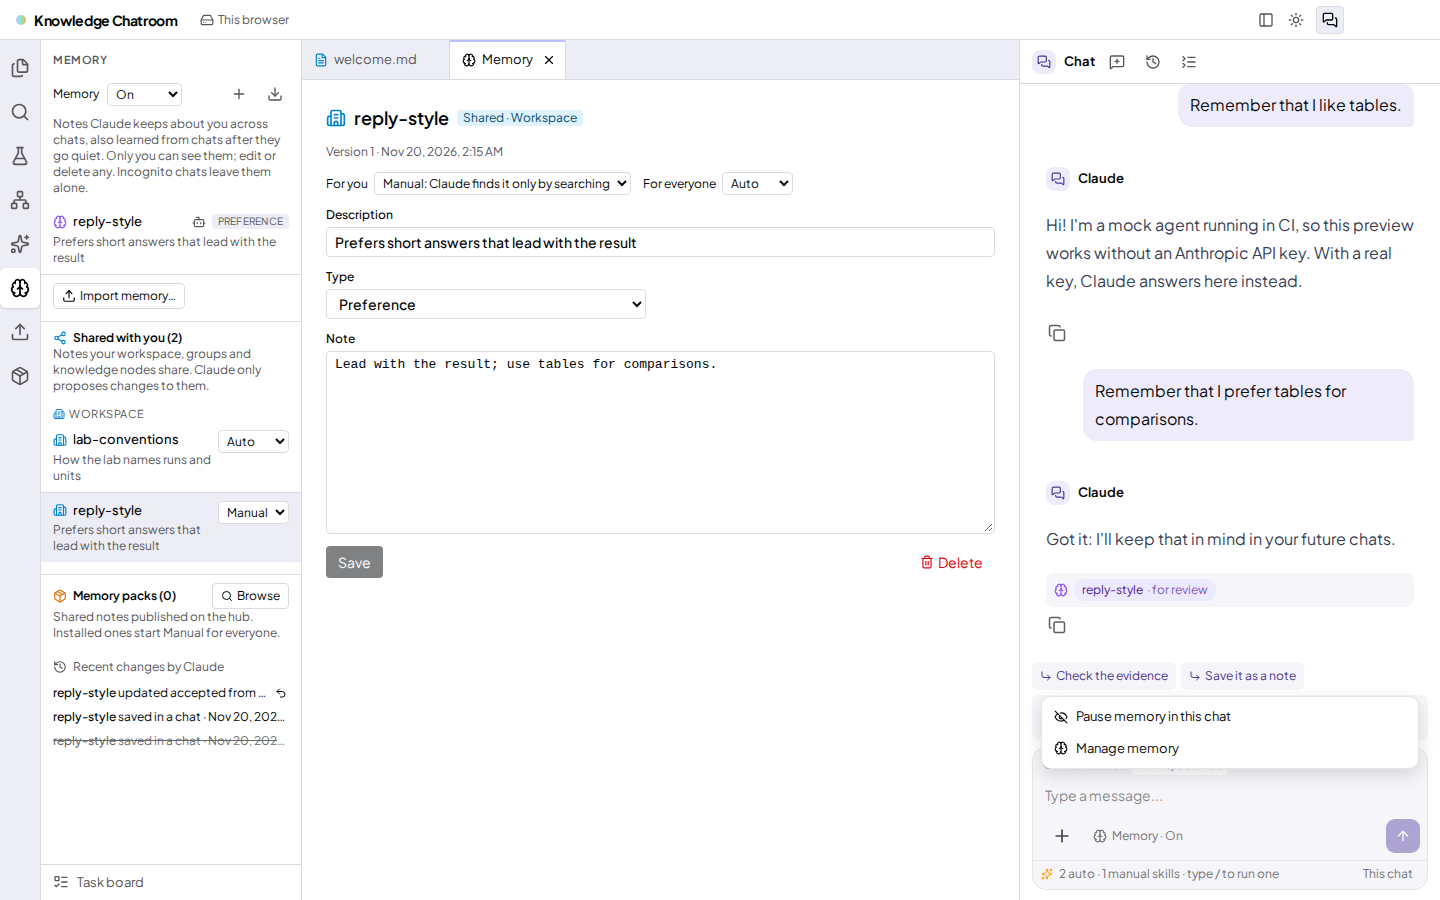 Knowledge Chatroom
This browser
MEMORY
Memory On
Notes Claude keeps about you across
chats, also learned from chats after they
go quiet. Only you can see them; edit or
delete any. Incognito chats leave them
alone.
reply-style PREFERENCE
Prefers short answers that lead with the
result
Import memory...
Shared with you (2)
Notes your workspace, groups and
knowledge nodes share. Claude only
proposes changes to them.
WORKSPACE
lab-conventions Auto
How the lab names runs and
units
reply-style Manual
Prefers short answers that
lead with the result
Memory packs (0) Browse
Shared notes published on the hub.
Installed ones start Manual for everyone.
Recent changes by Claude
reply-style updated accepted from ...
reply-style saved in a chat · Nov 20, 202...
reply-style saved in a chat · Nov 20, 202...
Task board
welcome.md
Memory
reply-style Shared · Workspace
Version 1 · Nov 20, 2026, 2:15 AM
For you Manual: Claude finds it only by searching For everyone Auto
Description
Prefers short answers that lead with the result
Type
Preference
Note
Lead with the result; use tables for comparisons.
Save Delete
Chat
Remember that I like tables.
Claude
Hi! I'm a mock agent running in CI, so this preview
works without an Anthropic API key. With a real
key, Claude answers here instead.
Remember that I prefer tables for
comparisons.
Claude
Got it: I'll keep that in mind in your future chats.
reply-style · for review
Check the evidence Save it as a note
Pause memory in this chat
Manage memory
Type a message...
Memory · On
2 auto · 1 manual skills · type / to run one This chat